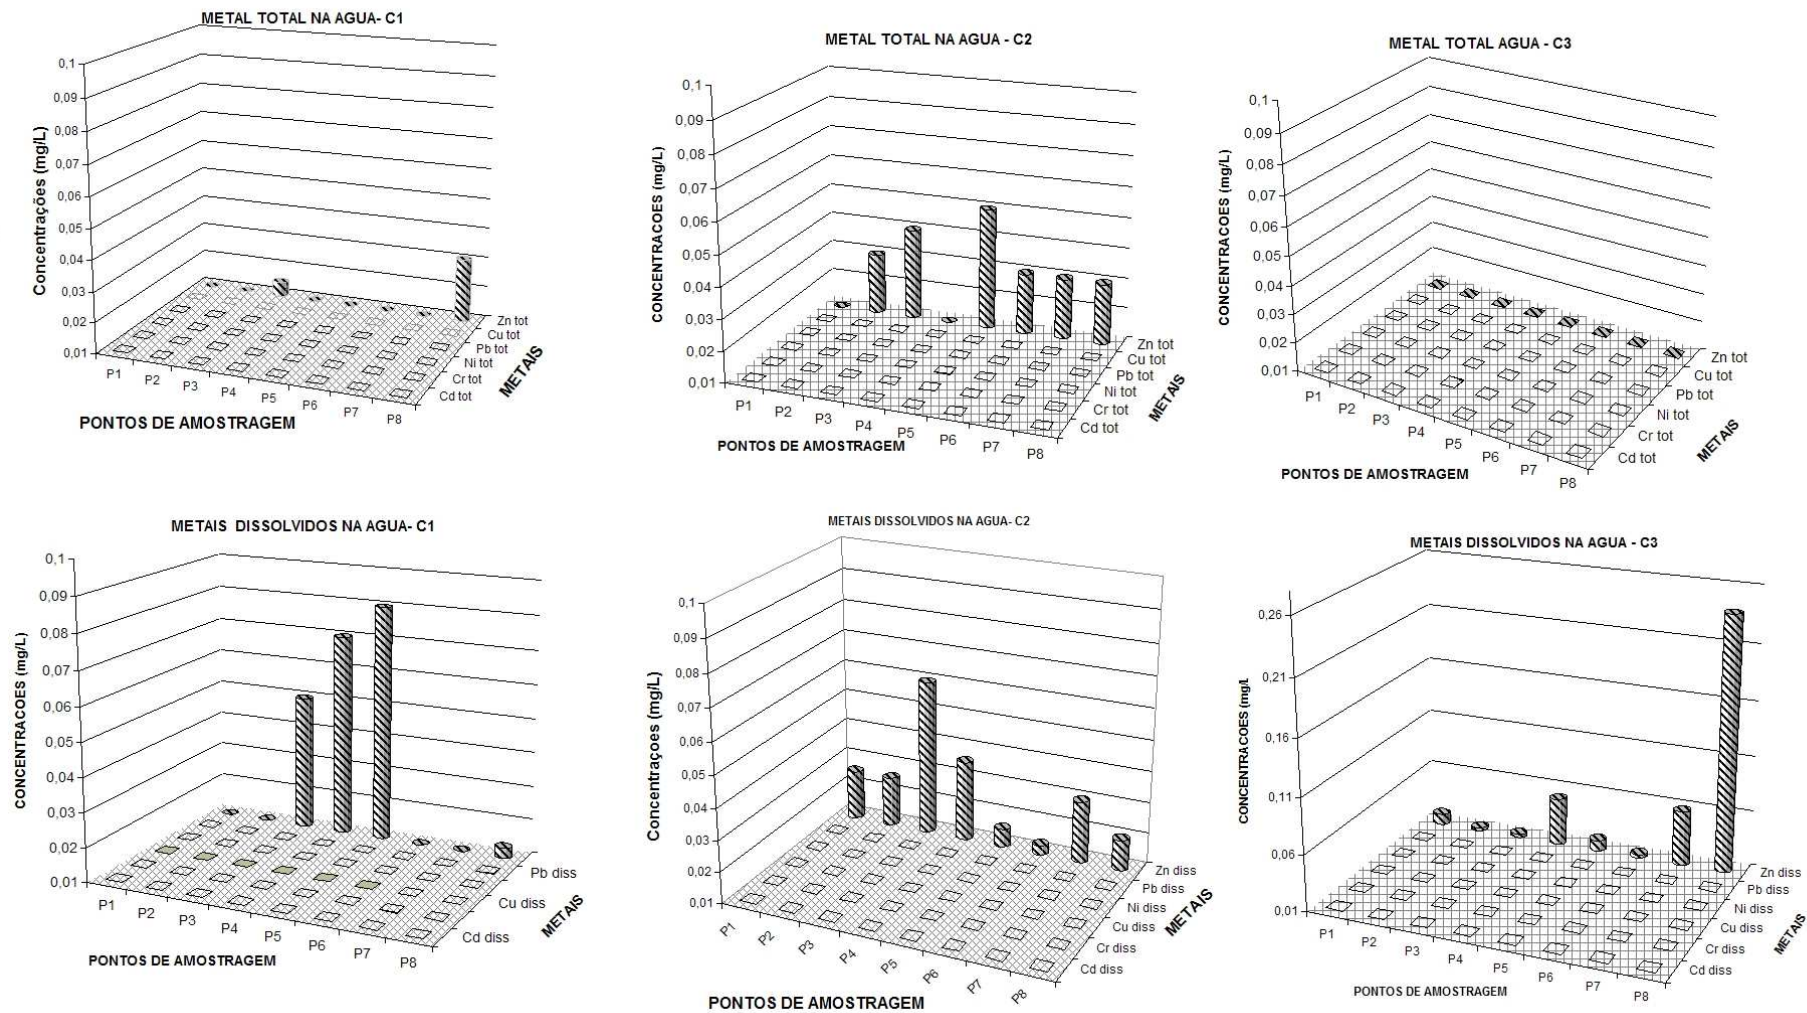 METAL TOTAL NA AGUA- C1
0,1
0,09
0,08
0,07
0,06
0,05
0,04
0,03
0,02
0,01
Concentrações (mg/L)
P1
P2
P3
P4
P5
P6
P7
P8
PONTOS DE AMOSTRAGEM
Zn tot
Cu tot
Pb tot
Ni tot
Cr tot
Cd tot
METAIS
METAL TOTAL NA AGUA - C2
0,1
0,09
0,08
0,07
0,06
0,05
0,04
0,03
0,02
0,01
CONCENTRACOES (mg/L)
P1
P2
P3
P4
P5
P6
P7
P8
PONTOS DE AMOSTRAGEM
Zn tot
Cu tot
Pb tot
Ni tot
Cr tot
Cd tot
METAIS
METAL TOTAL AGUA - C3
0,1
0,09
0,08
0,07
0,06
0,05
0,04
0,03
0,02
0,01
CONCENTRACOES (mg/L)
P1
P2
P3
P4
P5
P6
P7
P8
PONTOS DE AMOSTRAGEM
Zn tot
Cu tot
Pb tot
Ni tot
Cr tot
Cd tot
METAIS
METAIS DISSOLVIDOS NA AGUA- C1
0,1
0,09
0,08
0,07
0,06
0,05
0,04
0,03
0,02
0,01
CONCENTRACOES (mg/L)
P1
P2
P3
P4
P5
P6
P7
P8
PONTOS DE AMOSTRAGEM
Pb diss
Cu diss
Cd diss
METAIS
METAIS DISSOLVIDOS NA AGUA- C2
0,1
0,09
0,08
0,07
0,06
0,05
0,04
0,03
0,02
0,01
Concentraçoes (mg/L)
P1
P2
P3
P4
P5
P6
P7
P8
PONTOS DE AMOSTRAGEM
Zn diss
Pb diss
Ni diss
Cu diss
Cr diss
Cd diss
METAIS
METAIS DISSOLVIDOS NA AGUA - C3
0,26
0,21
0,16
0,11
0,06
0,01
CONCENTRACOES (mg/L
P1
P2
P3
P4
P5
P6
P7
P8
PONTOS DE AMOSTRAGEM
Zn diss
Pb diss
Ni diss
Cu diss
Cr diss
Cd diss
METAIS